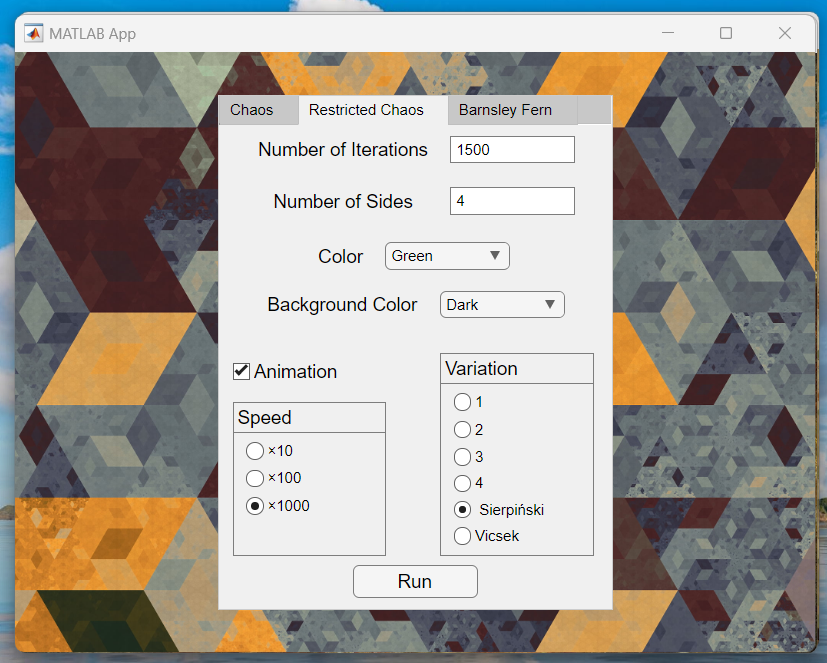 MATLAB App
Chaos Restricted Chaos Barnsley Fern
Number of Iterations 1500
Number of Sides 4
Color Green
Background Color Dark
Animation
Speed
×10
×100
×1000
Variation
1
2
3
4
Sierpiński
Vicsek
Run